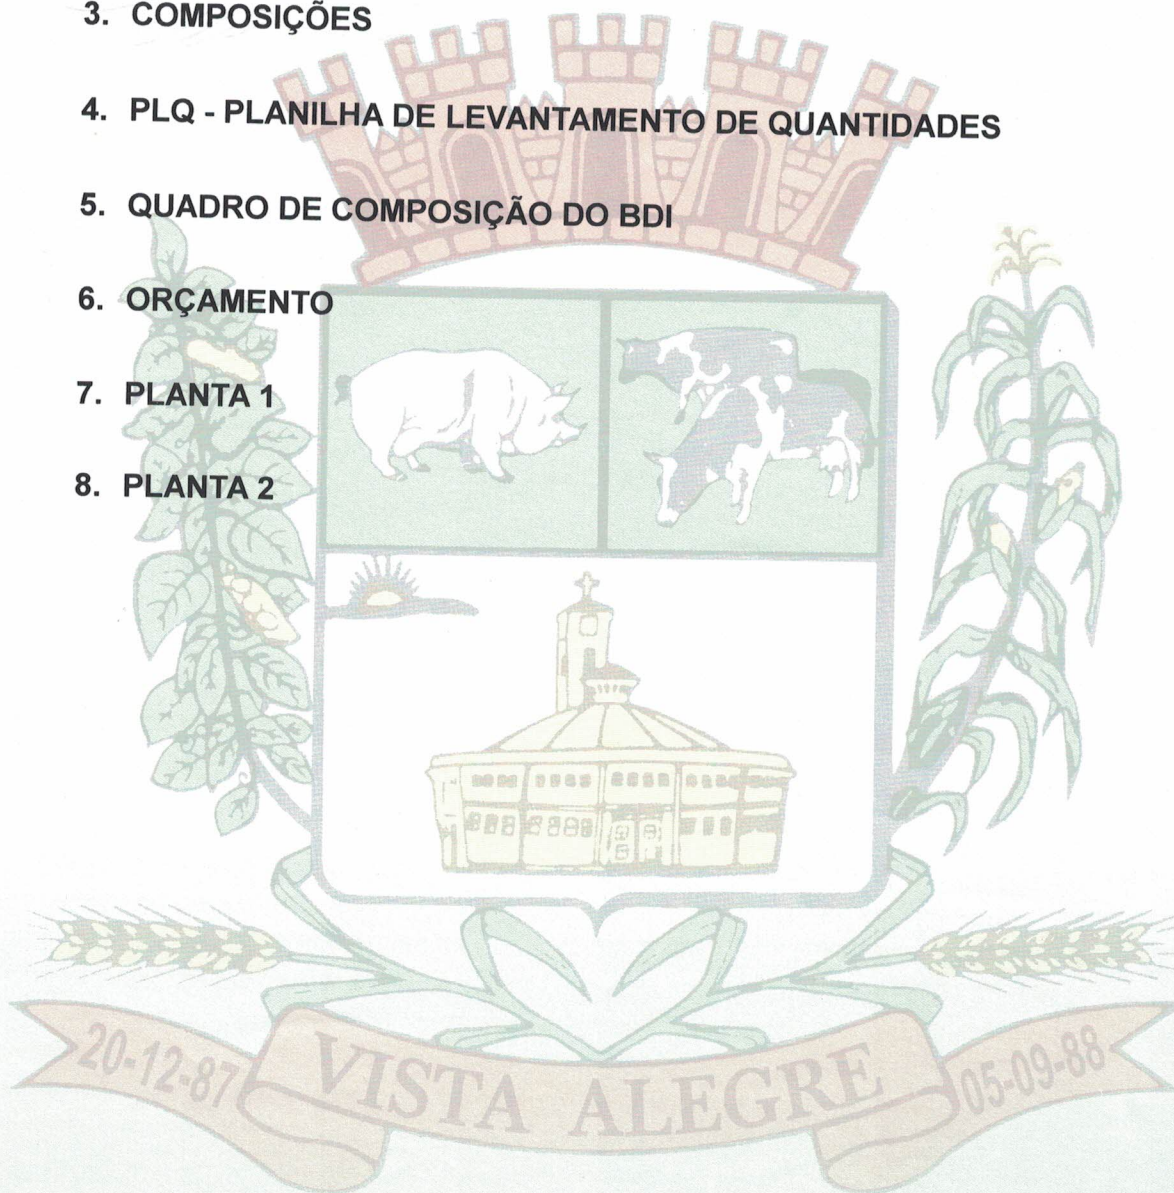 3. COMPOSIÇÕES
4. PLQ - PLANILHA DE LEVANTAMENTO DE QUANTIDADES
5. QUADRO DE COMPOSIÇÃO DO BDI
6. ORÇAMENTO
7. PLANTA 1
8. PLANTA 2
20-12-87 VISTA ALEGRE 05-09-88